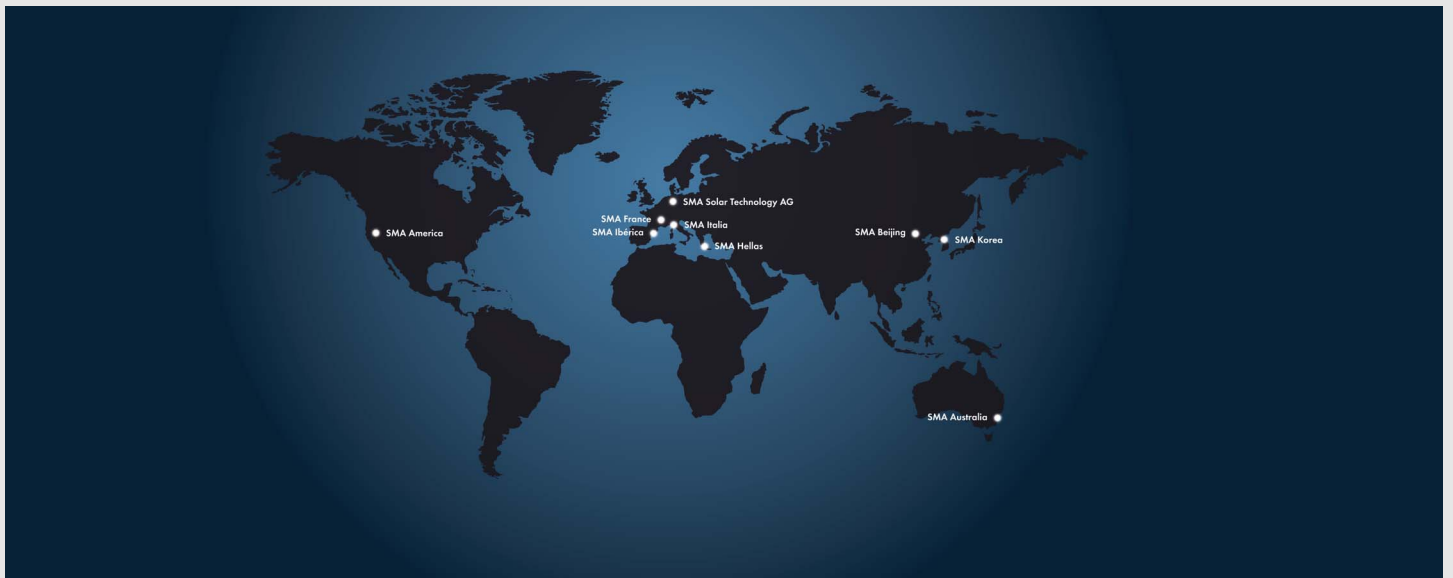 SMA Solar Technology AG
SMA France
SMA Italia
SMA America
SMA Ibérica
SMA Beijing
SMA Korea
SMA Hellas
SMA Australia